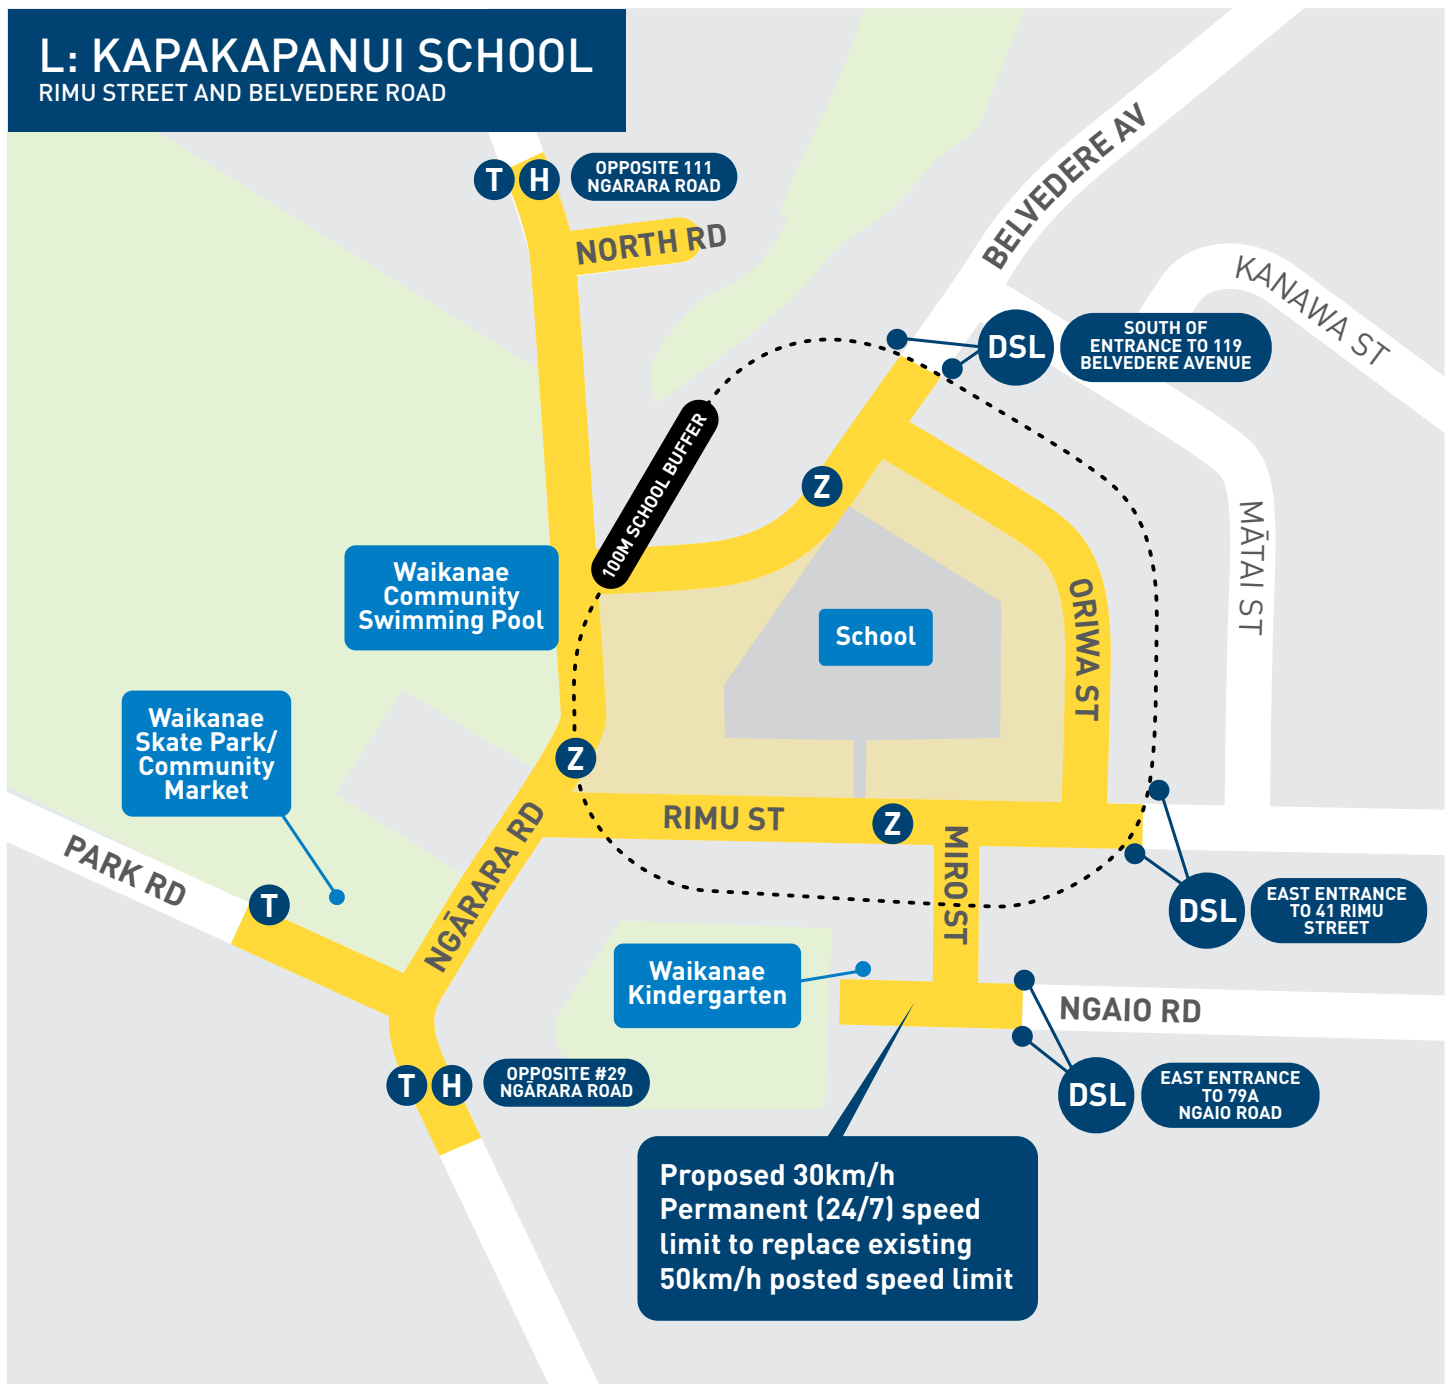 L: KAPAKAPANUI SCHOOL
RIMU STREET AND BELVEDERE ROAD
BELVEDERE AV
T
H
OPPOSITE 111
NGARARA ROAD
NORTH RD
KANAWA ST
DSL
SOUTH OF
ENTRANCE TO 119
BELVEDERE AVENUE
100M SCHOOL BUFFER
Z
MĀTAI ST
Waikanae
Community
Swimming Pool
School
ORIWA ST
Waikanae
Skate Park/
Community
Market
Z
RIMU ST
Z
MIRO ST
NGĀRARA RD
PARK RD
T
DSL
EAST ENTRANCE
TO 41 RIMU
STREET
Waikanae
Kindergarten
NGAIO RD
T
H
OPPOSITE #29
NGĀRARA ROAD
DSL
EAST ENTRANCE
TO 79A
NGAIO ROAD
Proposed 30km/h
Permanent (24/7) speed
limit to replace existing
50km/h posted speed limit